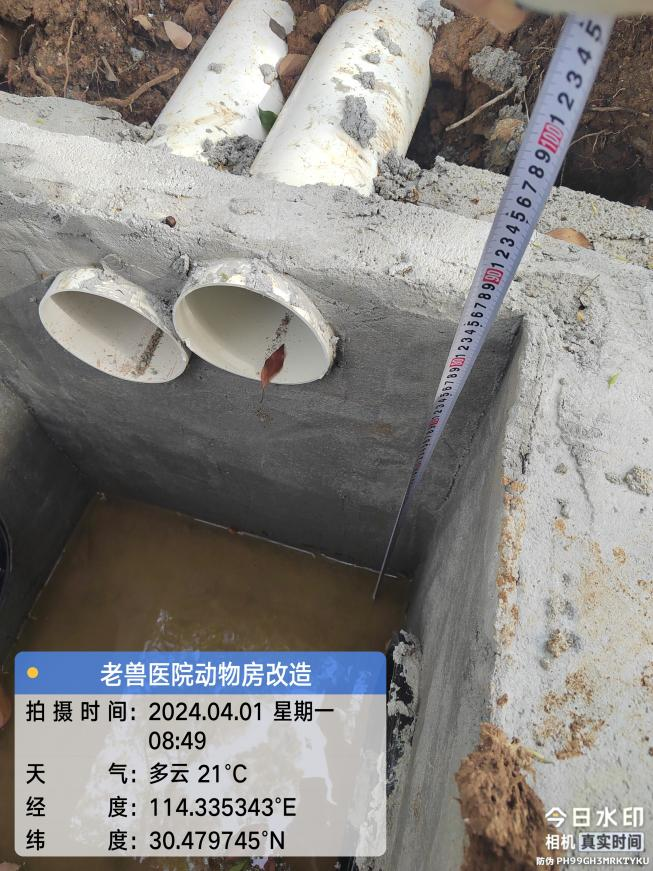 老兽医院动物房改造
拍摄时间: 2024.04.01 星期一
08:49
天气: 多云 21°C
经度: 114.335343°E
纬度: 30.479745°N
今日水印
相机 真实时间
防伪 PH99GH3MRKTYKU